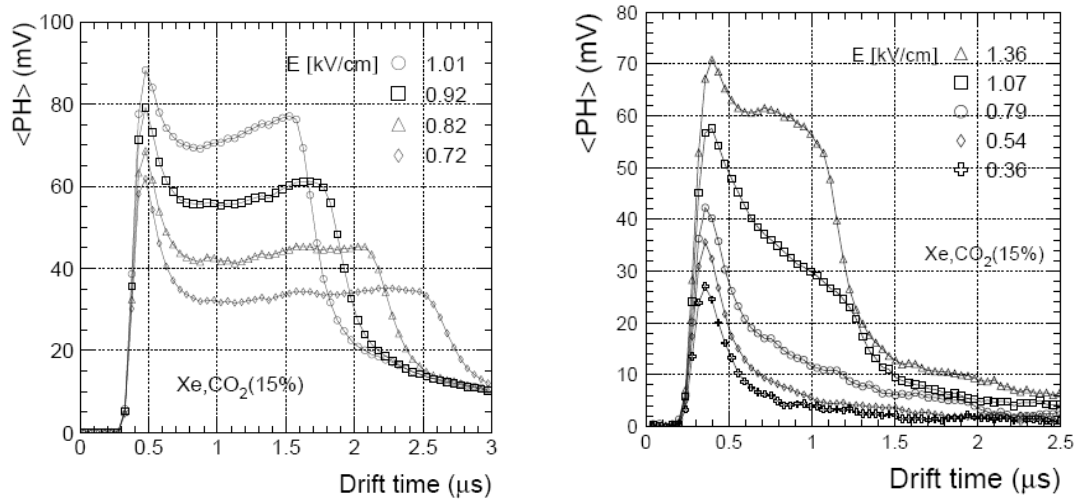 <PH> (mV)
100
80
60
40
20
0
E [kV/cm]
1.01
0.92
0.82
0.72
Xe,CO₂(15%)
0 0.5 1 1.5 2 2.5 3
Drift time (μs)
<PH> (mV)
80
70
60
50
40
30
20
10
0
E [kV/cm]
1.36
1.07
0.79
0.54
0.36
Xe,CO₂(15%)
0 0.5 1 1.5 2 2.5
Drift time (μs)